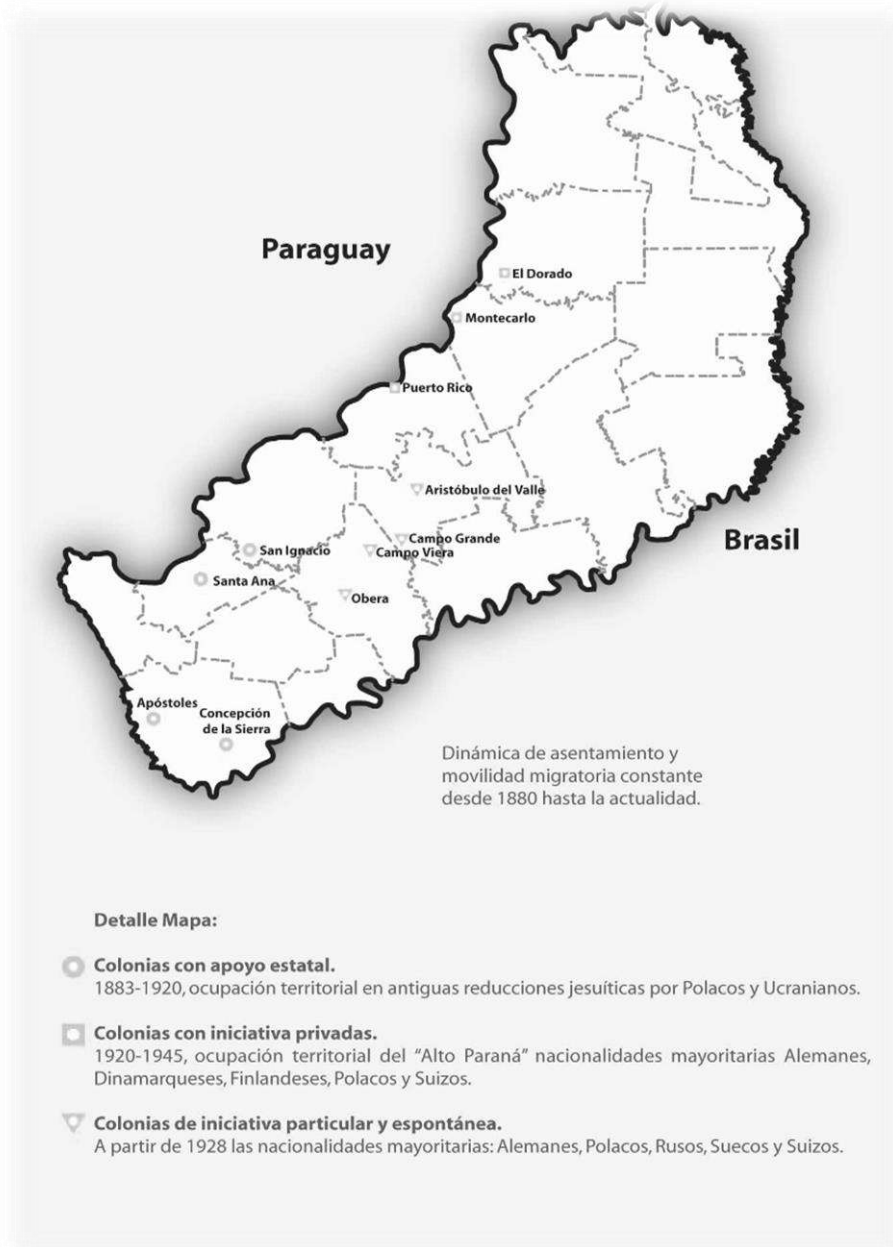 Paraguay
El Dorado
Montecarlo
Puerto Rico
Aristóbulo del Valle
Campo Grande
Brasil
San Ignacio
Campo Viera
Santa Ana
Obera
Apóstoles
Concepción
de la Sierra
Dinámica de asentamiento y
movilidad migratoria constante
desde 1880 hasta la actualidad.
Detalle Mapa:
Colonias con apoyo estatal.
1883-1920, ocupación territorial en antiguas reducciones jesuíticas por Polacos y Ucranianos.
Colonias con iniciativa privadas.
1920-1945, ocupación territorial del “Alto Paraná” nacionalidades mayoritarias Alemanes,
Dinamarqueses, Finlandeses, Polacos y Suizos.
Colonias de iniciativa particular y espontánea.
A partir de 1928 las nacionalidades mayoritarias: Alemanes, Polacos, Rusos, Suecos y Suizos.